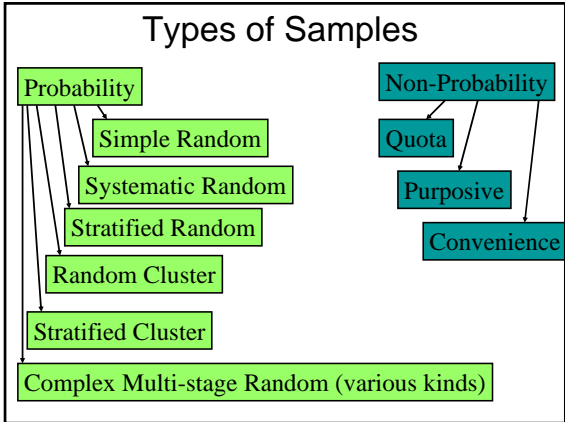 Types of Samples
Probability
Simple Random
Systematic Random
Stratified Random
Random Cluster
Stratified Cluster
Complex Multi-stage Random (various kinds)
Non-Probability
Quota
Purposive
Convenience